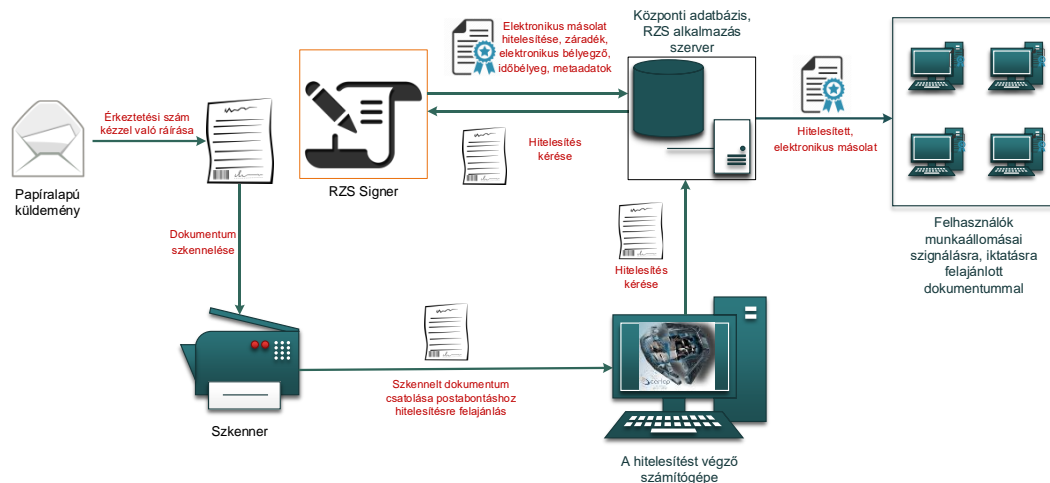 Elektronikus másolat
hitelesítése, záradék,
elektronikus bélyegző,
időbélyeg, metaadatok
Központi adatbázis,
RZS alkalmazás
szerver
Érkeztetési szám
kézzel való ráírása
Hitelesítés
kérése
Hitelesített,
elektronikus másolat
Papíralapú
küldemény
RZS Signer
Felhasználók
munkaállomásai
szignálásra, iktatásra
felajánlott
dokumentummal
Dokumentum
szkennelése
Hitelesítés
kérése
Szkennelt dokumentum
csatolása postabontáshoz
hitelesítésre felajánlás
Szkenner
A hitelesítést végző
számítógépe